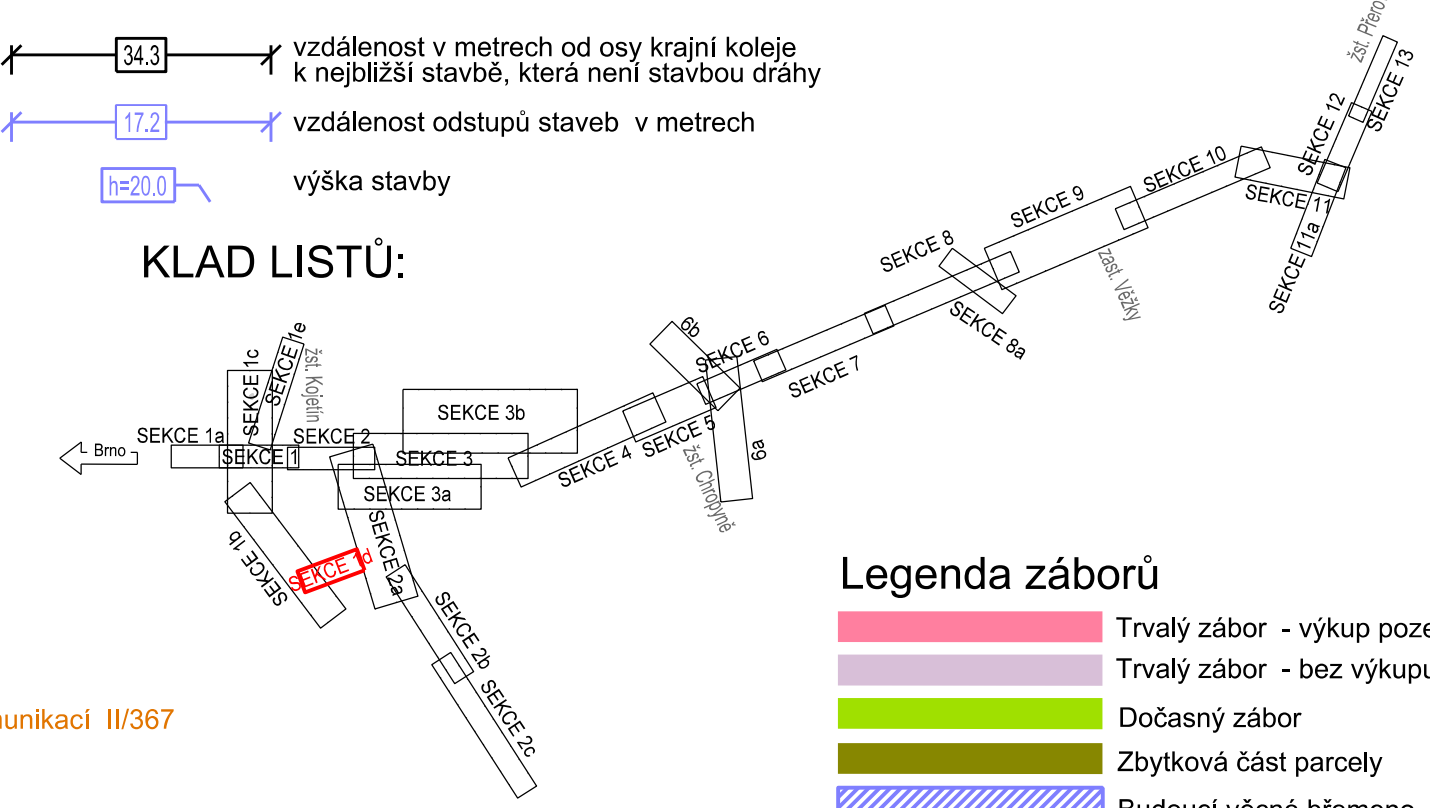 34.3
vzdálenost v metrech od osy krajní koleje
k nejbližší stavbě, která není stavbou dráhy
17.2
vzdálenost odstupů staveb v metrech
h=20.0
výška stavby
KLAD LISTŮ:
Brno
SEKCE 1a
SEKCE 1
SEKCE 1c
SEKCE 1e
žst. Kojetín
SEKCE 1b
SEKCE 1d
SEKCE 2
SEKCE 2a
SEKCE 2b
SEKCE 2c
SEKCE 3b
SEKCE 3
SEKCE 3a
SEKCE 4
SEKCE 5
žst. Chropyně
6b
SEKCE 6
6a
SEKCE 7
SEKCE 8
SEKCE 8a
SEKCE 9
zast. Věžky
SEKCE 10
SEKCE 11
SEKCE 11a
SEKCE 12
SEKCE 13
žst. Přero
unikací II/367
Legenda záborů
Trvalý zábor - výkup poze
Trvalý zábor - bez výkupu
Dočasný zábor
Zbytková část parcely
Budoucí věcné břemeno